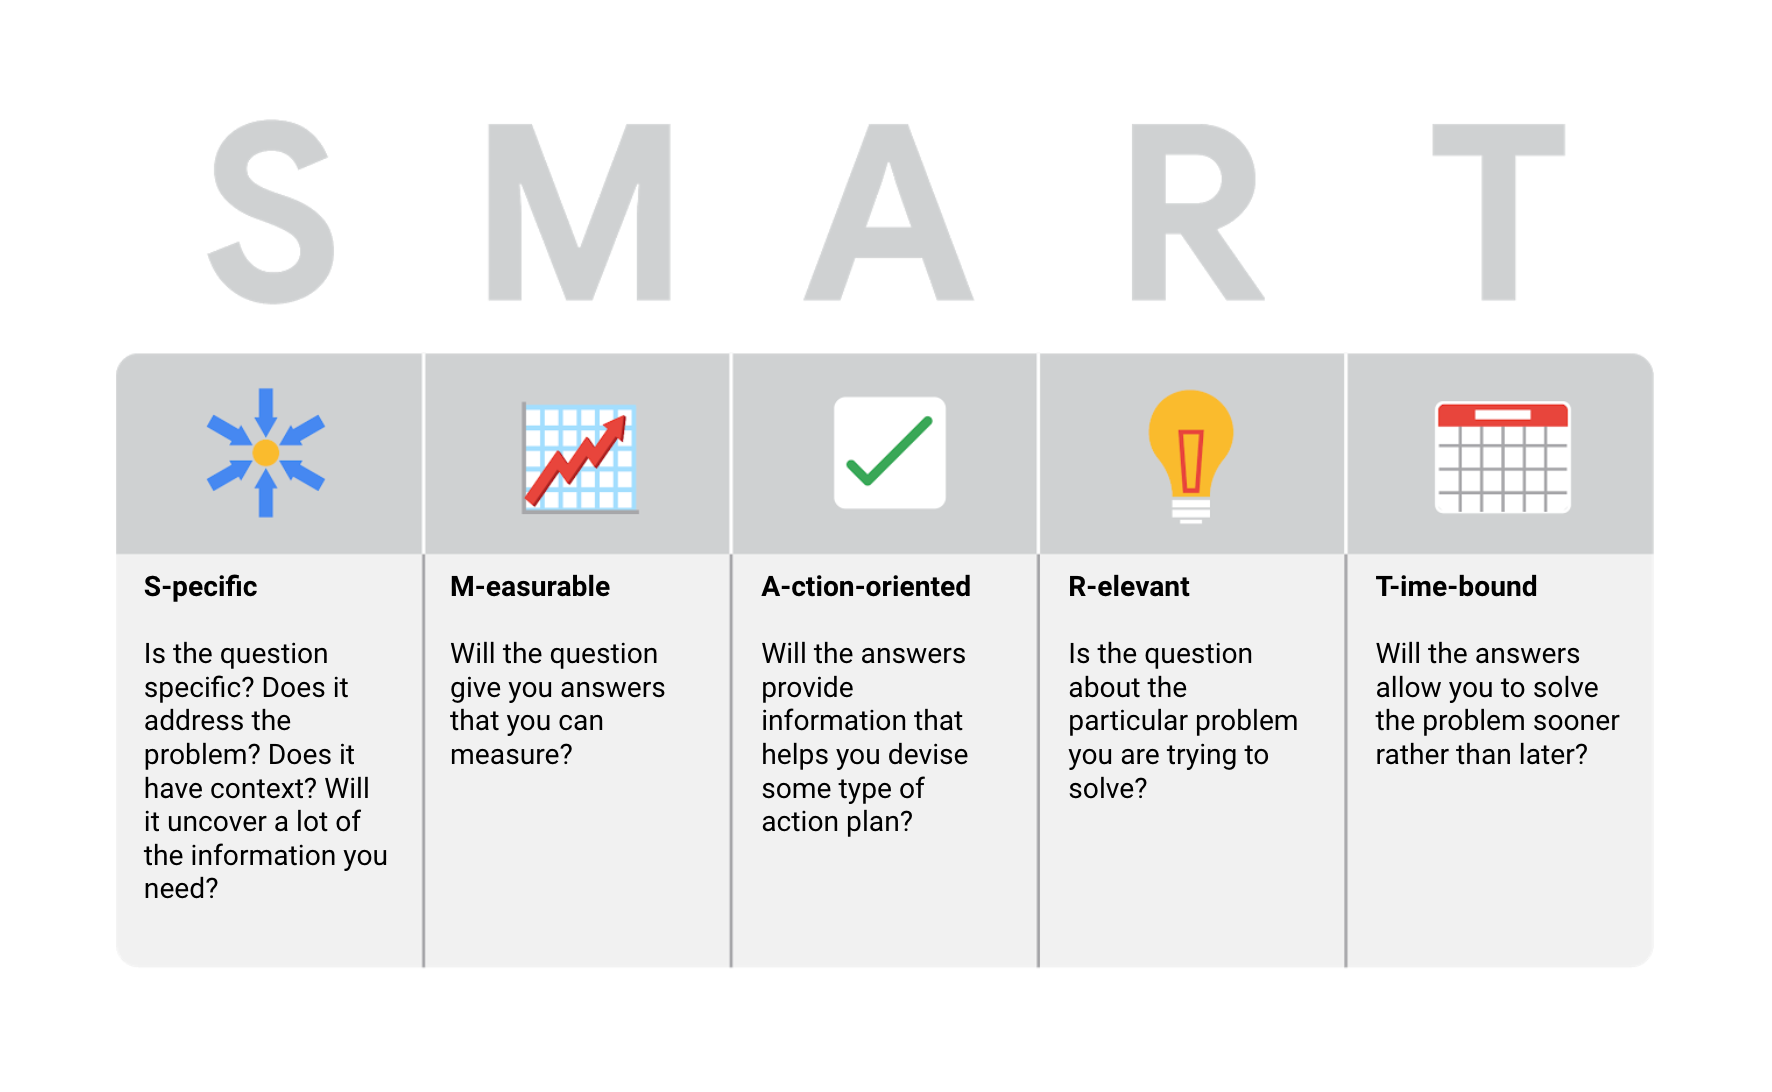 S M A R T
S-pecific
Is the question
specific? Does it
address the
problem? Does it
have context? Will
it uncover a lot of
the information you
need?
M-easurable
Will the question
give you answers
that you can
measure?
A-ction-oriented
Will the answers
provide
information that
helps you devise
some type of
action plan?
R-elevant
Is the question
about the
particular problem
you are trying to
solve?
T-ime-bound
Will the answers
allow you to solve
the problem sooner
rather than later?